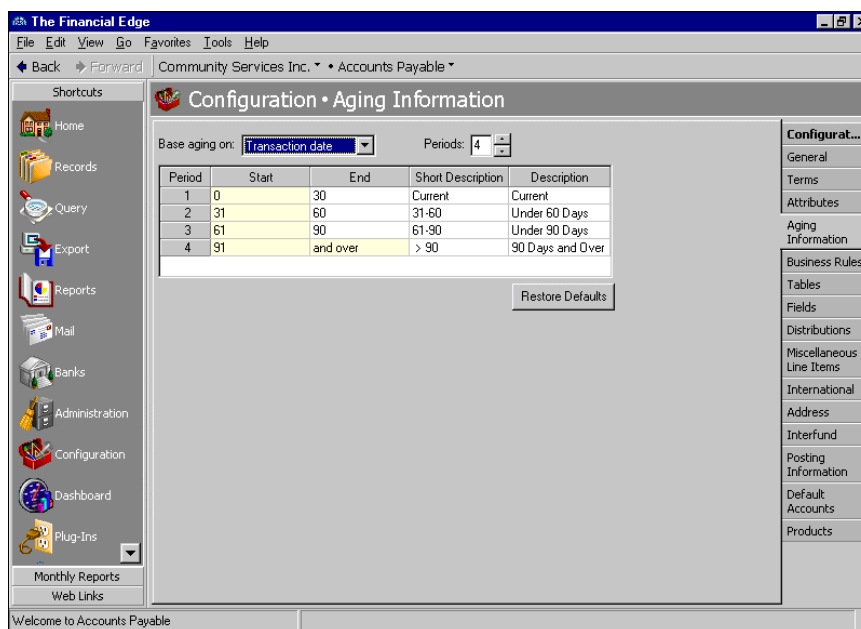 The Financial Edge
File Edit View Go Favorites Tools Help
Back Forward Community Services Inc. • Accounts Payable
Shortcuts
Home
Records
Query
Export
Reports
Mail
Banks
Administration
Configuration
Dashboard
Plug-Ins
Monthly Reports
Web Links
Configuration • Aging Information
Base aging on: Transaction date Periods: 4
Period Start End Short Description Description
1 0 30 Current Current
2 31 60 31-60 Under 60 Days
3 61 90 61-90 Under 90 Days
4 91 and over > 90 90 Days and Over
Restore Defaults
Configurat...
General
Terms
Attributes
Aging
Information
Business Rules
Tables
Fields
Distributions
Miscellaneous
Line Items
International
Address
Interfund
Posting
Information
Default
Accounts
Products
Welcome to Accounts Payable